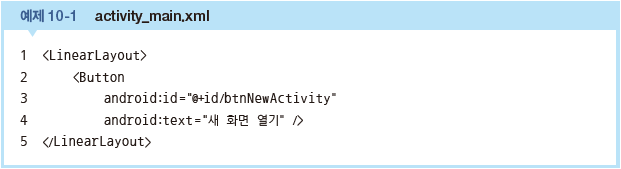 예제 10-1 activity_main.xml
1 <LinearLayout>
2 <Button
3 android:id="@+id/btnNewActivity"
4 android:text="새 화면 열기" />
5 </LinearLayout>